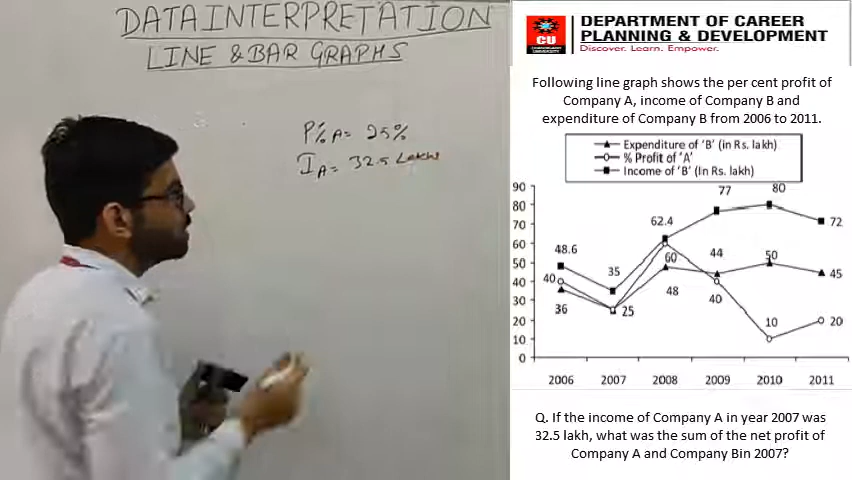 DATA INTERPRETATION
LINE & BAR GRAPHS
P% A = 25%
I A = 32.5 Lakhs
CU
CHANDIGARH
UNIVERSITY
DEPARTMENT OF CAREER
PLANNING & DEVELOPMENT
Discover. Learn. Empower.
Following line graph shows the per cent profit of
Company A, income of Company B and
expenditure of Company B from 2006 to 2011.
Expenditure of 'B' (in Rs. lakh)
% Profit of 'A'
Income of 'B' (In Rs. lakh)
90
80
70
60
50
40
30
20
10
0
48.6
40
36
35
25
62.4
60
48
77
44
40
80
50
10
72
45
20
2006 2007 2008 2009 2010 2011
Q. If the income of Company A in year 2007 was
32.5 lakh, what was the sum of the net profit of
Company A and Company Bin 2007?